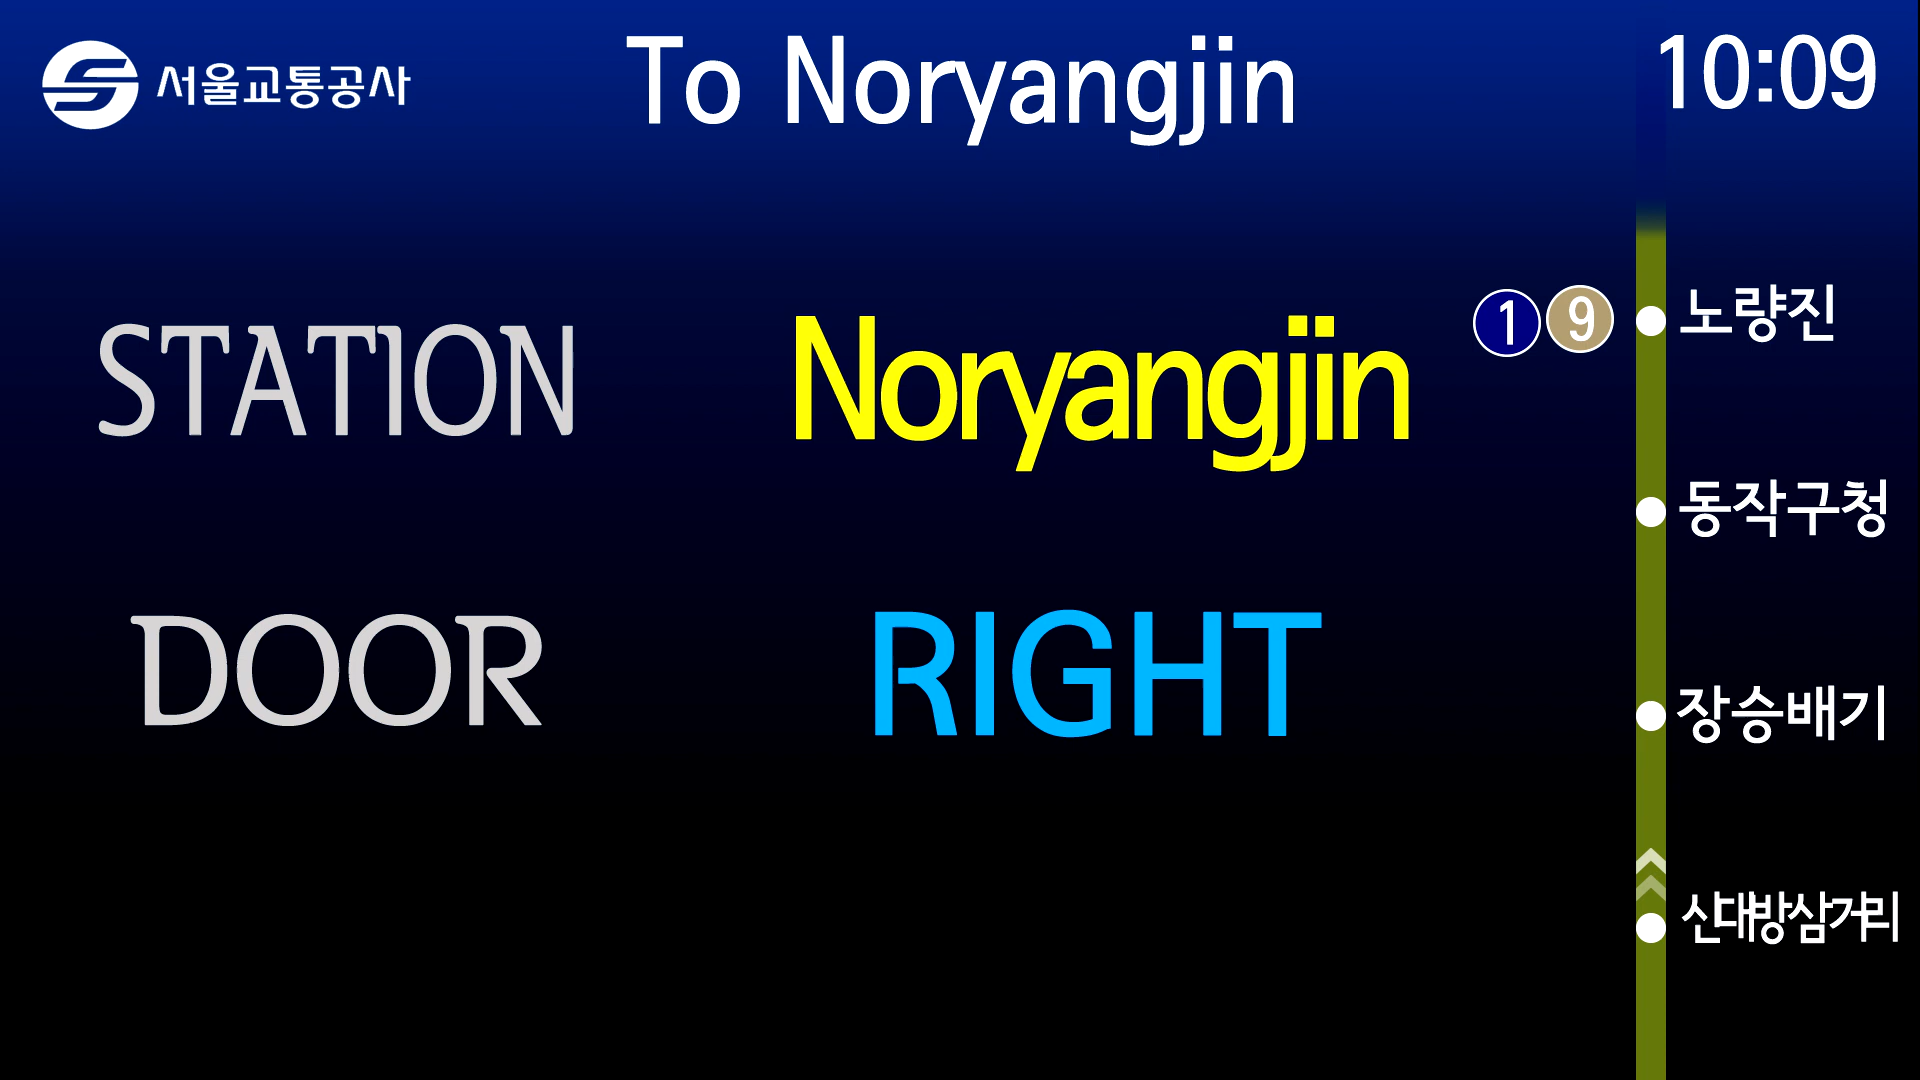 서울교통공사
To Noryangjin
10:09
STATION
Noryangjin
1 9
노량진
동작구청
DOOR
RIGHT
장승배기
신대방삼거리